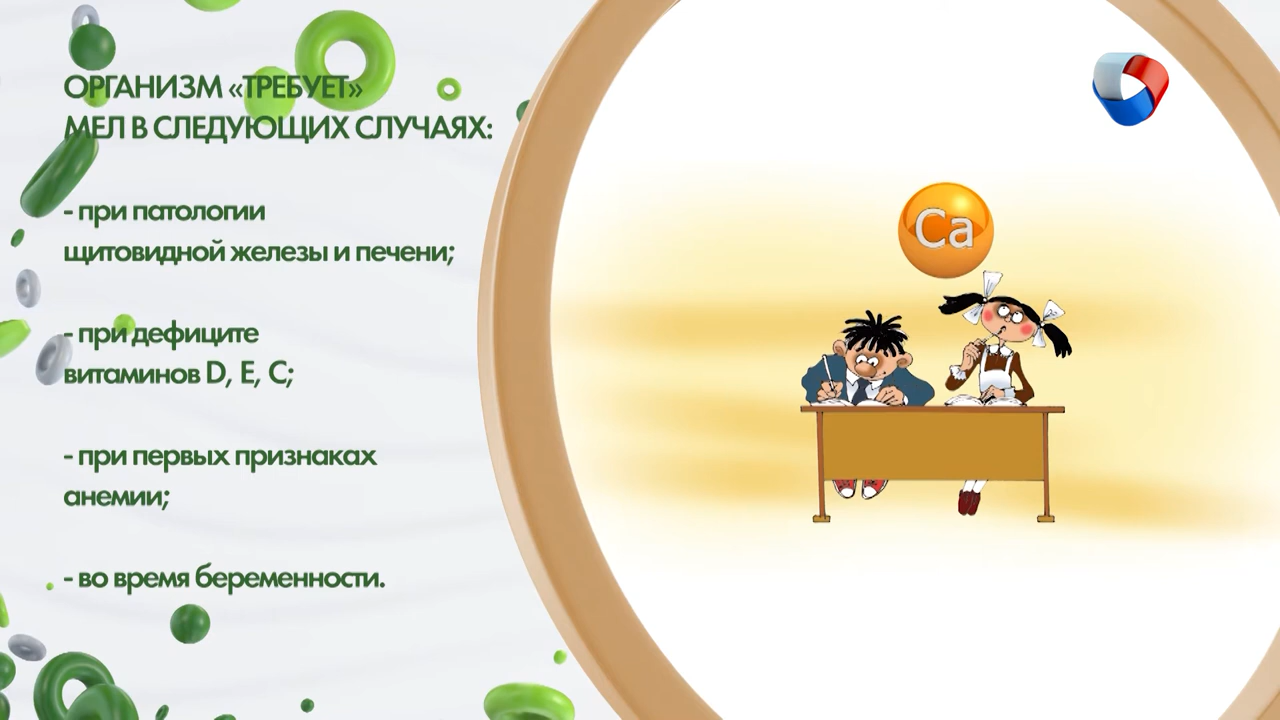 ОРГАНИЗМ «ТРЕБУЕТ»
МЕЛ В СЛЕДУЮЩИХ СЛУЧАЯХ:
- при патологии
щитовидной железы и печени;
- при дефиците
витаминов D, E, C;
- при первых признаках
анемии;
- во время беременности.
Ca